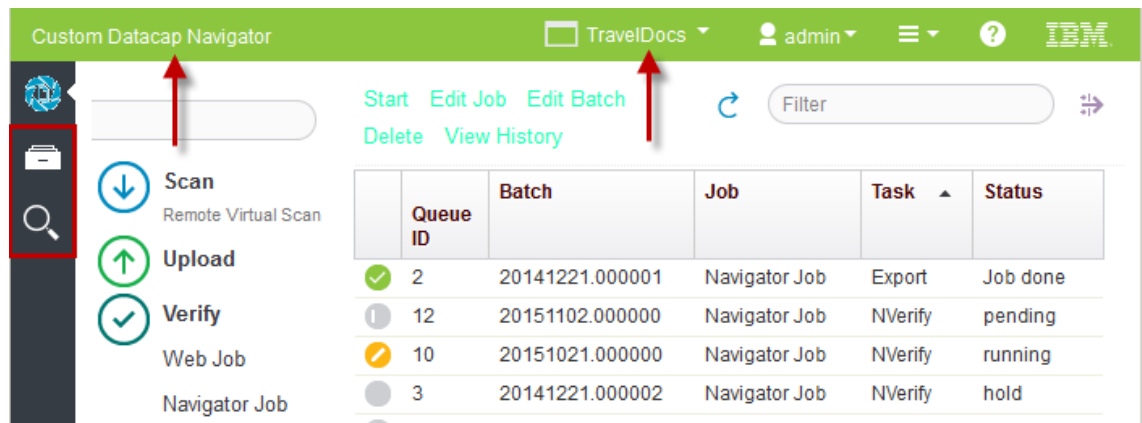 Custom Datacap Navigator TravelDocs admin ? IBM
Start Edit Job Edit Batch Filter
Delete View History
Scan
Remote Virtual Scan
Upload
Verify
Web Job
Navigator Job
Queue ID Batch Job Task Status
2 20141221.000001 Navigator Job Export Job done
12 20151102.000000 Navigator Job NVerify pending
10 20151021.000000 Navigator Job NVerify running
3 20141221.000002 Navigator Job NVerify hold